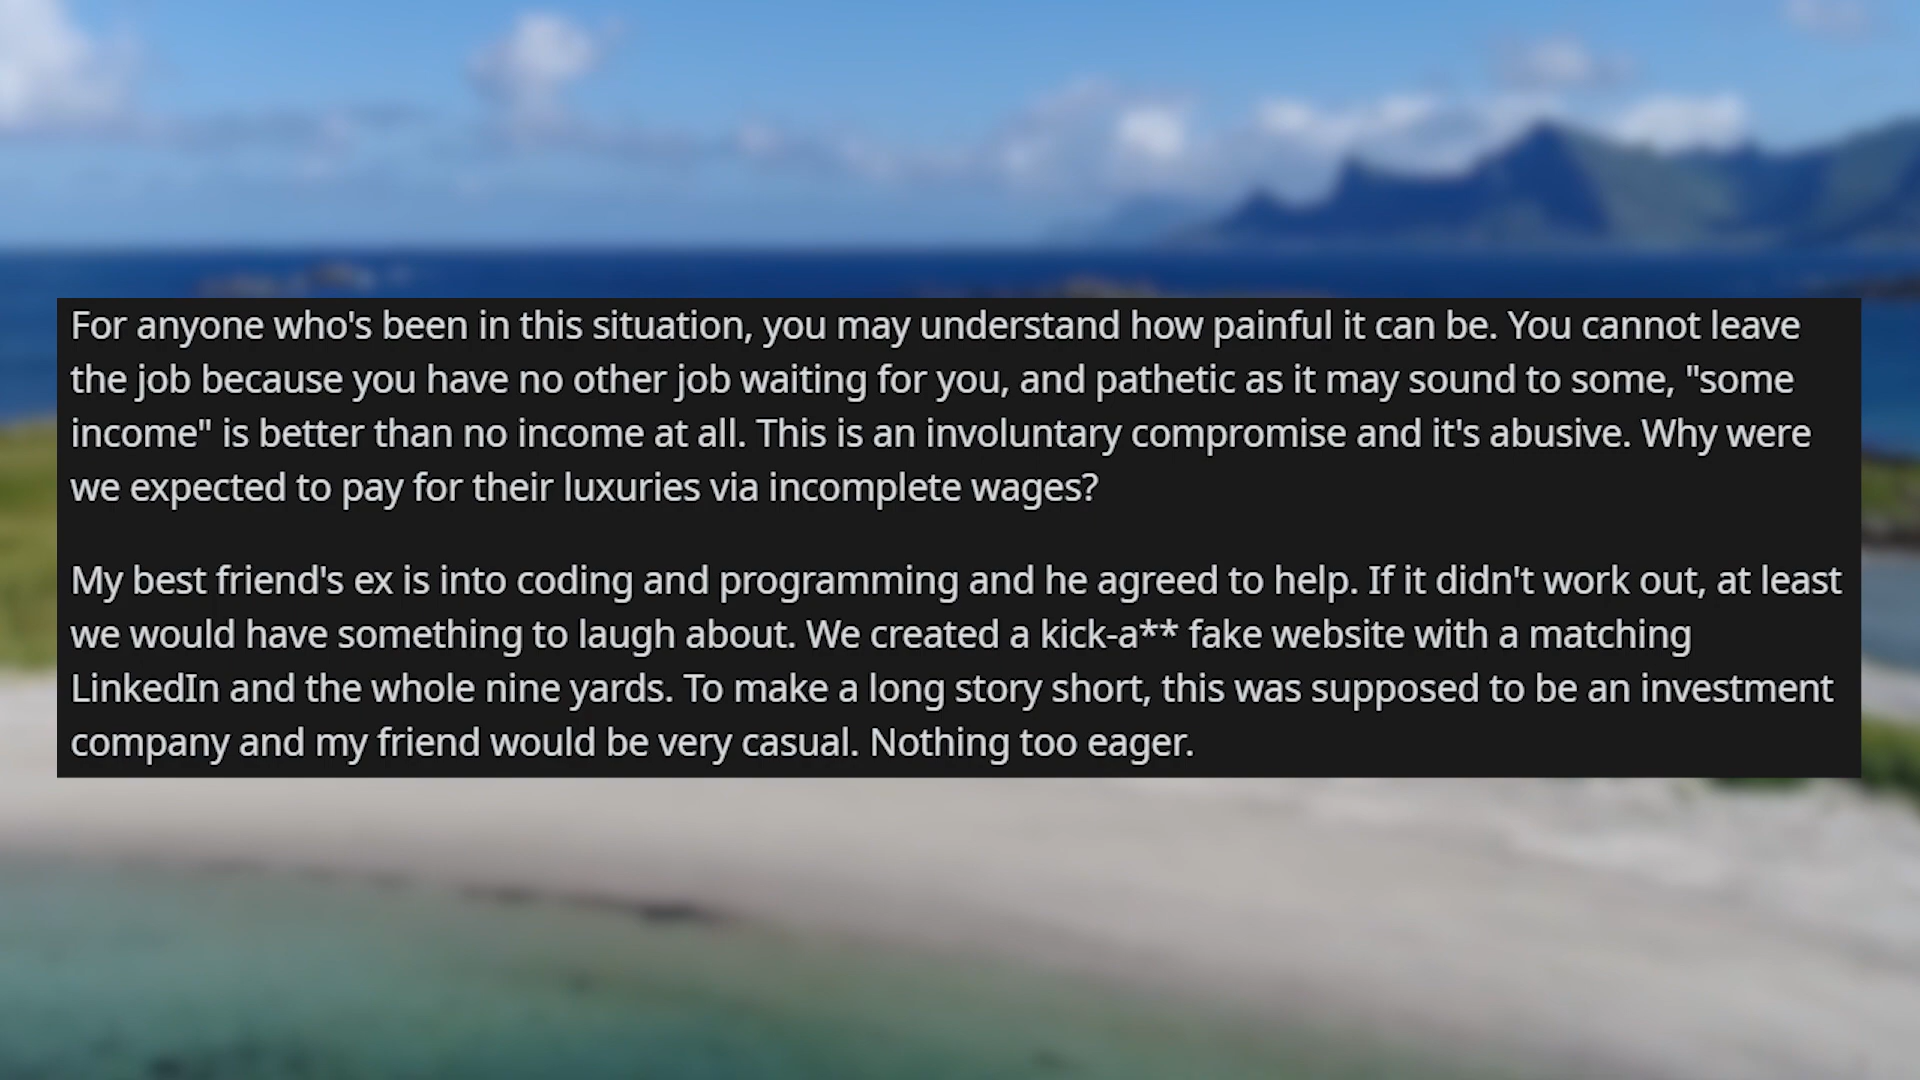 For anyone who's been in this situation, you may understand how painful it can be. You cannot leave
the job because you have no other job waiting for you, and pathetic as it may sound to some, "some
income" is better than no income at all. This is an involuntary compromise and it's abusive. Why were
we expected to pay for their luxuries via incomplete wages?
My best friend's ex is into coding and programming and he agreed to help. If it didn't work out, at least
we would have something to laugh about. We created a kick-a** fake website with a matching
LinkedIn and the whole nine yards. To make a long story short, this was supposed to be an investment
company and my friend would be very casual. Nothing too eager.